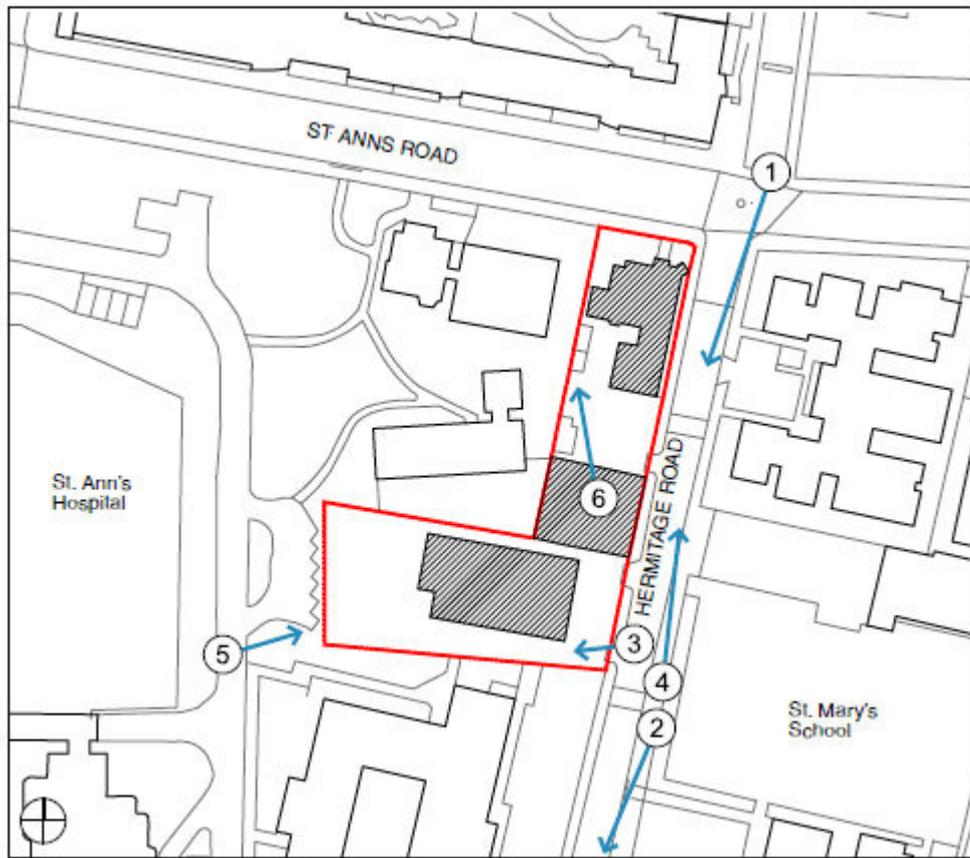 ST ANNS ROAD
1
St. Ann's
Hospital
HERMITAGE ROAD
6
5
3
4
2
St. Mary's
School